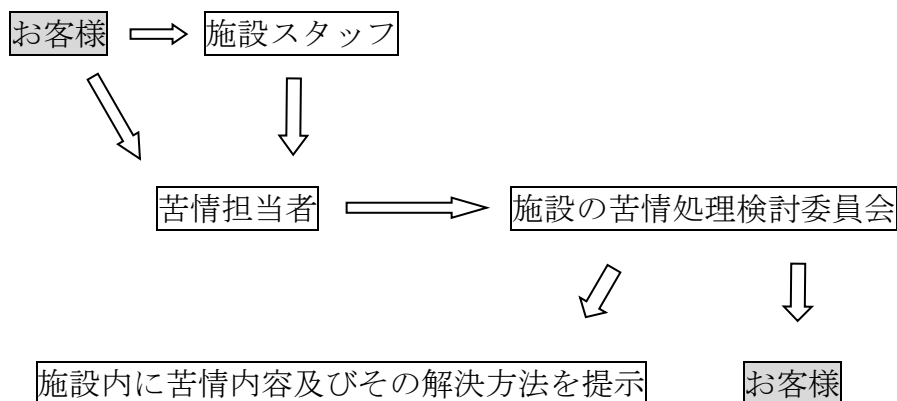 お客様 施設スタッフ
苦情担当者 施設の苦情処理検討委員会
施設内に苦情内容及びその解決方法を提示 お客様